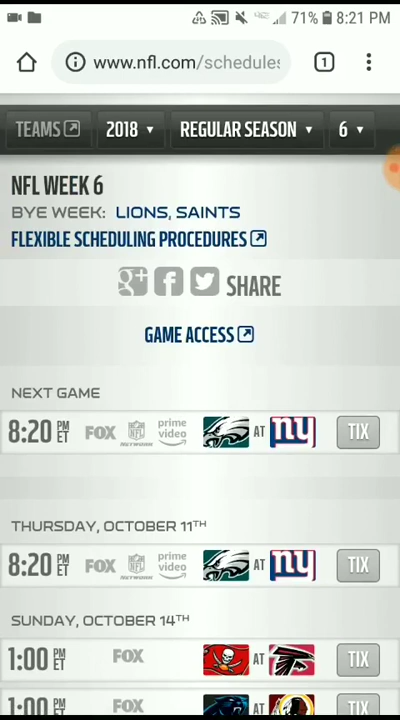 71% 8:21 PM
www.nfl.com/schedules
1
TEAMS 2018 REGULAR SEASON 6
NFL WEEK 6
BYE WEEK: LIONS, SAINTS
FLEXIBLE SCHEDULING PROCEDURES
g+ f SHARE
GAME ACCESS
NEXT GAME
8:20 PM ET FOX NFL NETWORK prime video AT ny TIX
THURSDAY, OCTOBER 11TH
8:20 PM ET FOX NFL NETWORK prime video AT ny TIX
SUNDAY, OCTOBER 14TH
1:00 PM ET FOX AT TIX
1:00 PM FOX AT TIX